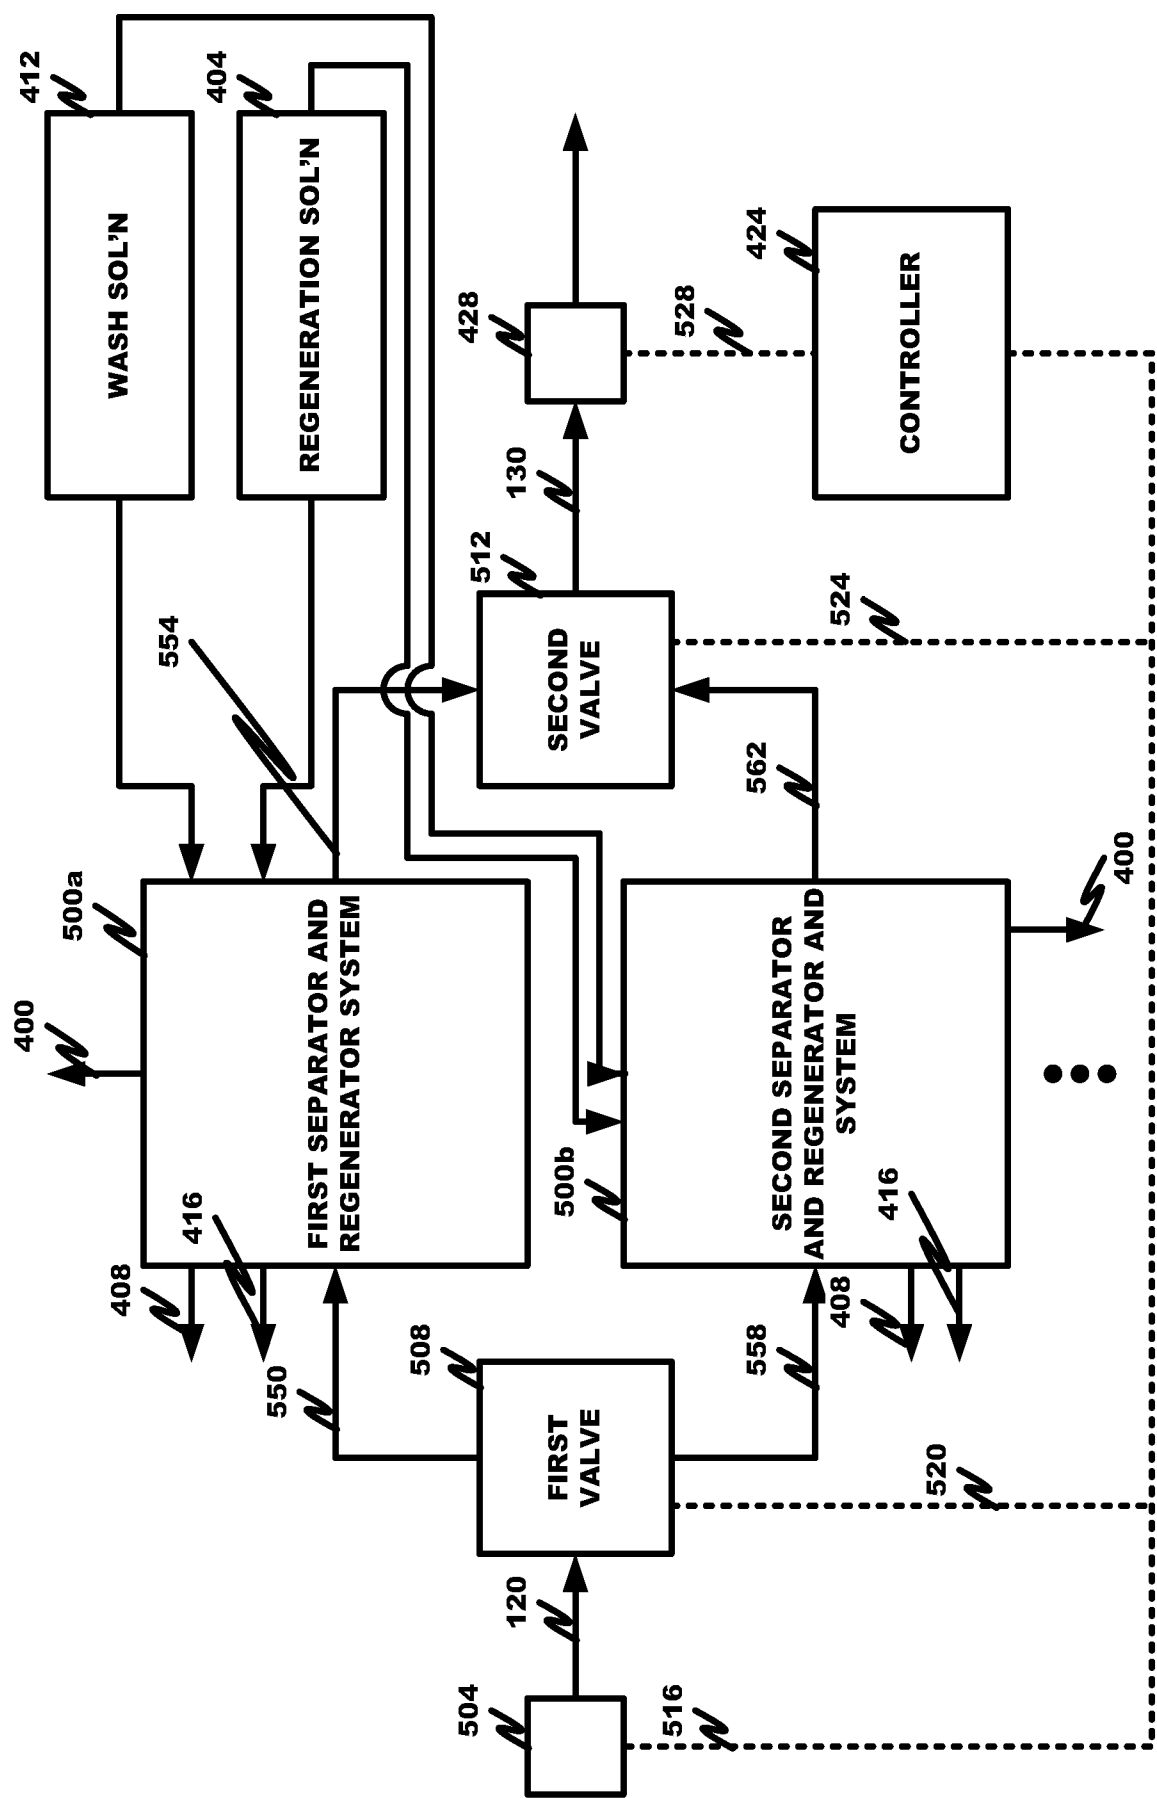 412
WASH SOL'N
404
REGENERATION SOL'N
554
500a
400
FIRST SEPARATOR AND
REGENERATOR SYSTEM
408
416
550
508
FIRST
VALVE
120
504
516
512
SECOND
VALVE
130
428
528
424
CONTROLLER
524
562
400
500b
SECOND SEPARATOR
AND REGENERATOR AND
SYSTEM
416
408
558
520